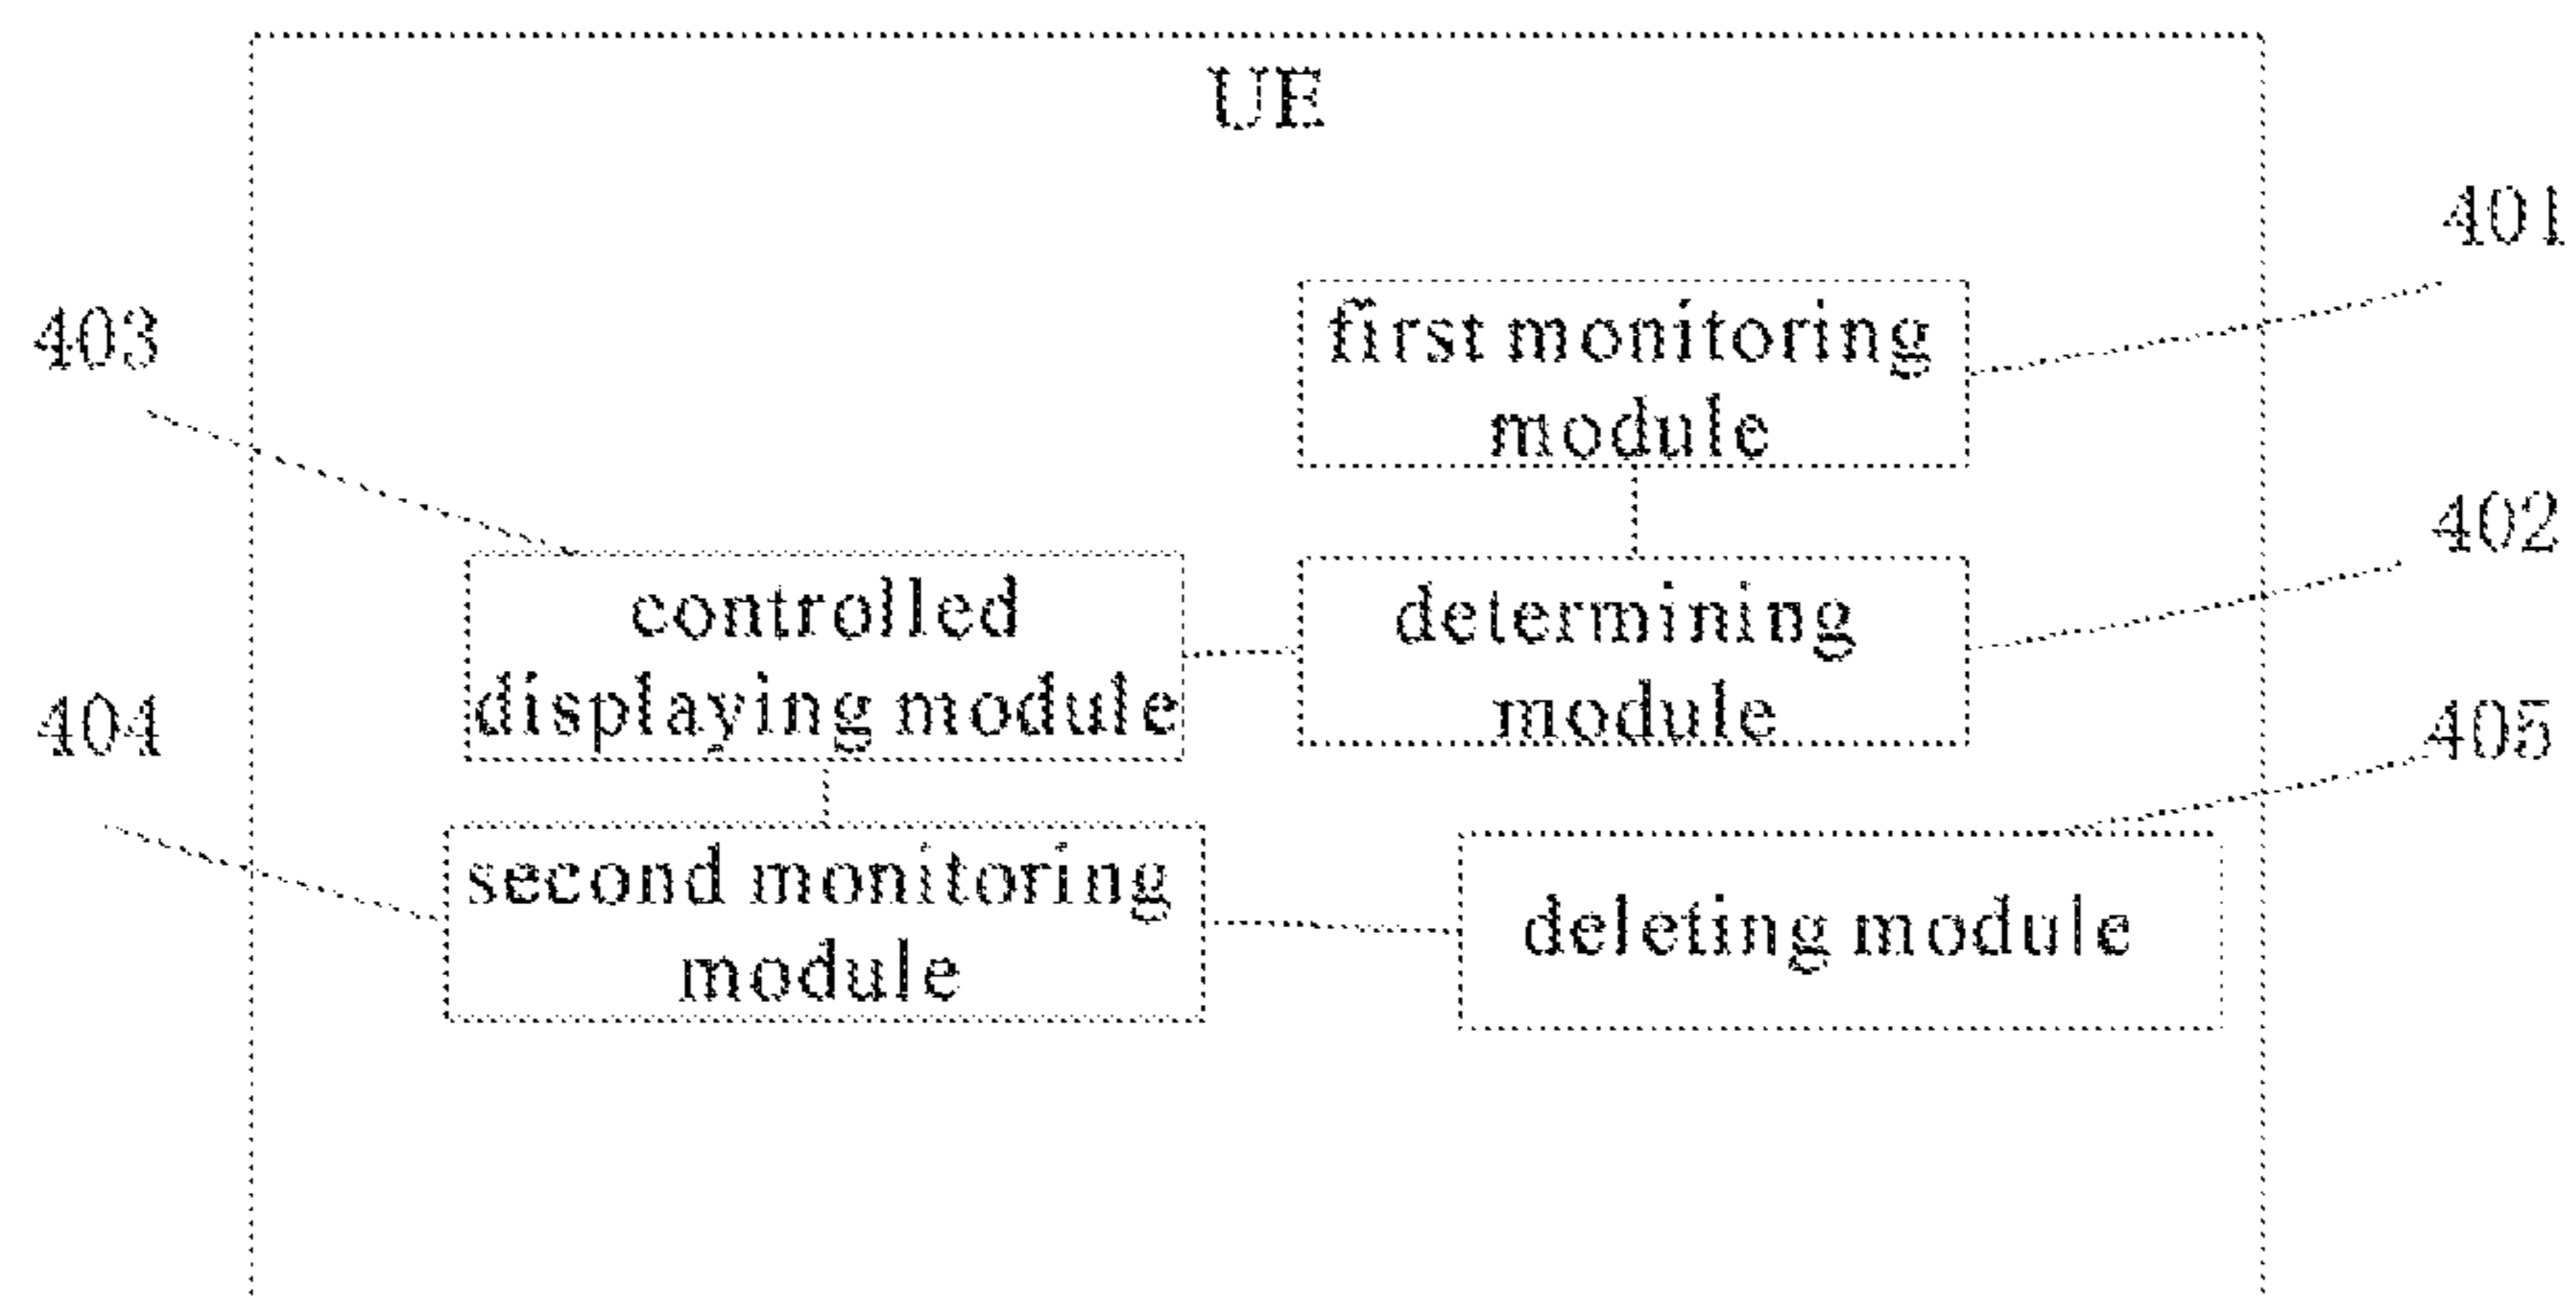 UE
401
first monitoring
module
403
402
controlled
displaying module
determining
module
404
405
second monitoring
module
deleting module